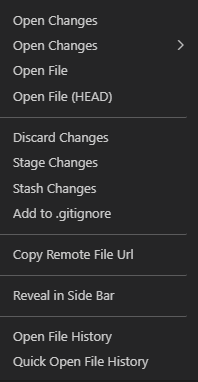 Open Changes
Open Changes
Open File
Open File (HEAD)
Discard Changes
Stage Changes
Stash Changes
Add to .gitignore
Copy Remote File Url
Reveal in Side Bar
Open File History
Quick Open File History